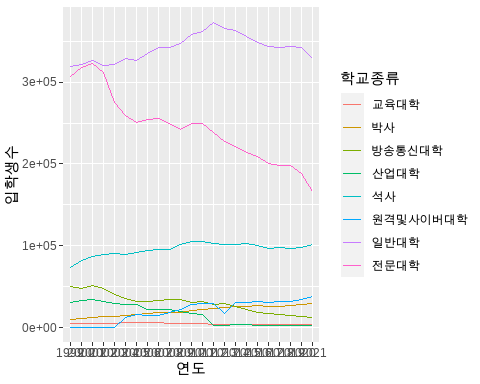 학교종류
교육대학
박사
방송통신대학
산업대학
석사
원격및사이버대학
일반대학
전문대학
입학생수
3e+05
2e+05
1e+05
0e+00
연도